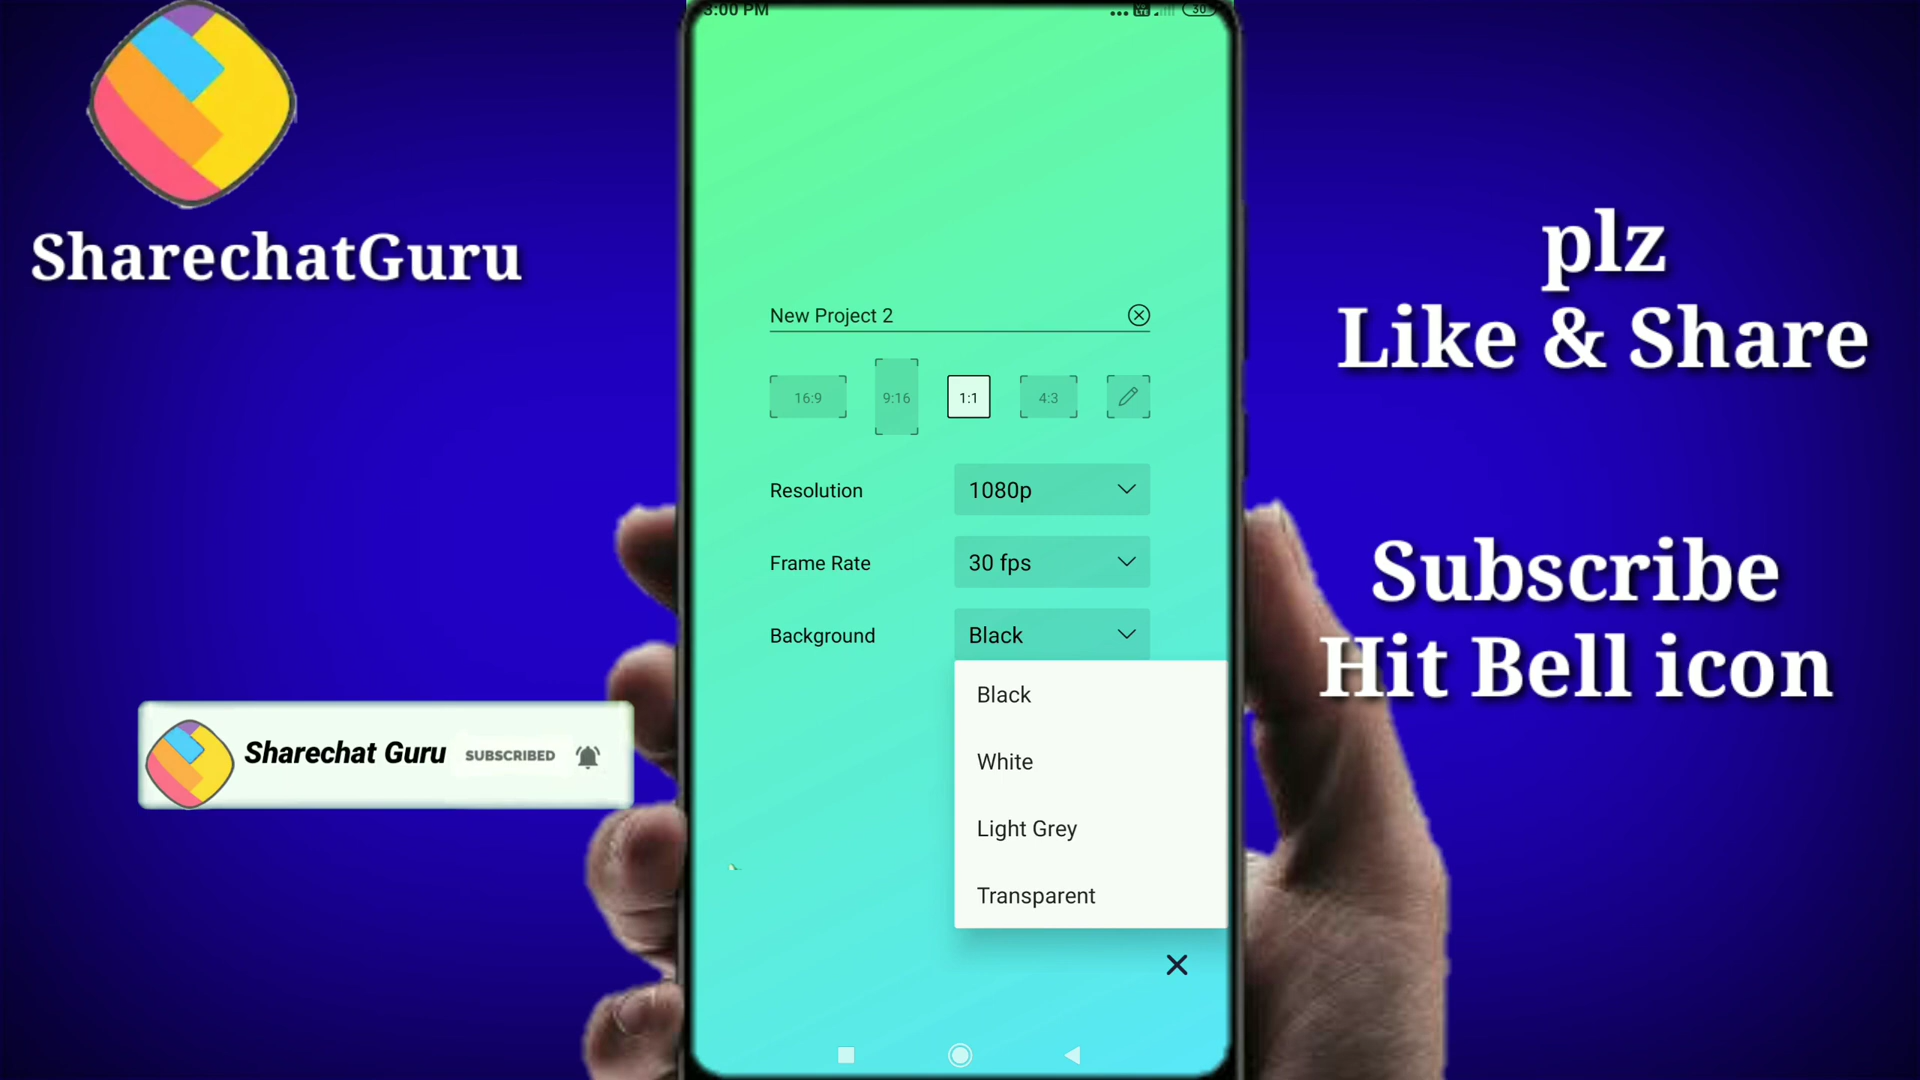 3:00 PM
30
SharechatGuru
plz
Like & Share
New Project 2
16:9
9:16
1:1
4:3
Resolution
1080p
Frame Rate
30 fps
Background
Black
Subscribe
Hit Bell icon
Black
White
Light Grey
Transparent
Sharechat Guru
SUBSCRIBED